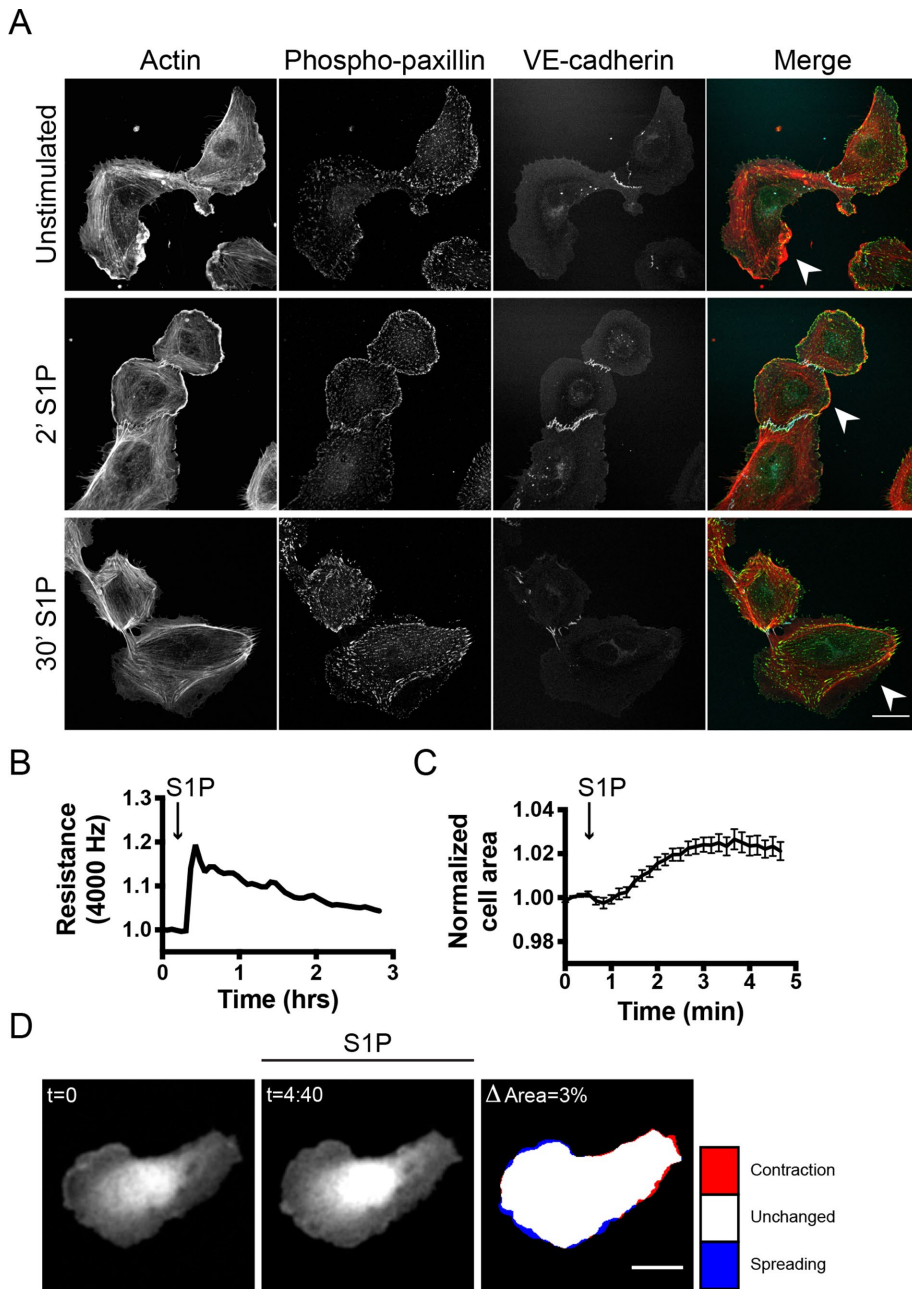 A
Actin Phospho-paxillin VE-cadherin Merge
Unstimulated
2' S1P
30' S1P
B
S1P
1.3
1.2
1.1
1.0
Resistance
(4000 Hz)
0 1 2 3
Time (hrs)
C
S1P
1.04
1.02
1.00
0.98
Normalized
cell area
0 1 2 3 4 5
Time (min)
D
S1P
t=0
t=4:40
Δ Area=3%
Contraction
Unchanged
Spreading